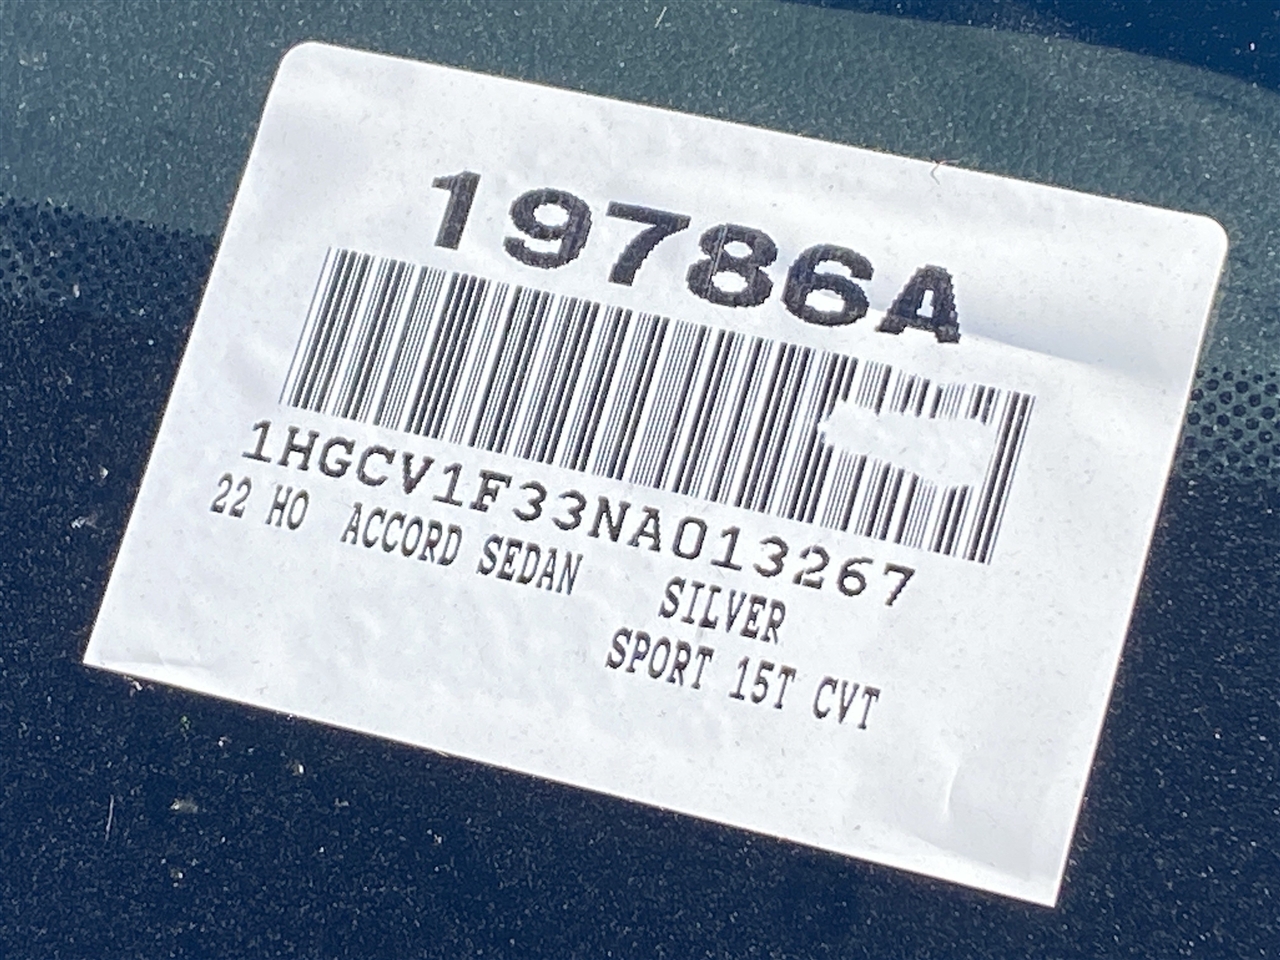 19786A
1HGCV1F33NA013267
22 HO ACCORD SEDAN SILVER
SPORT 15T CVT